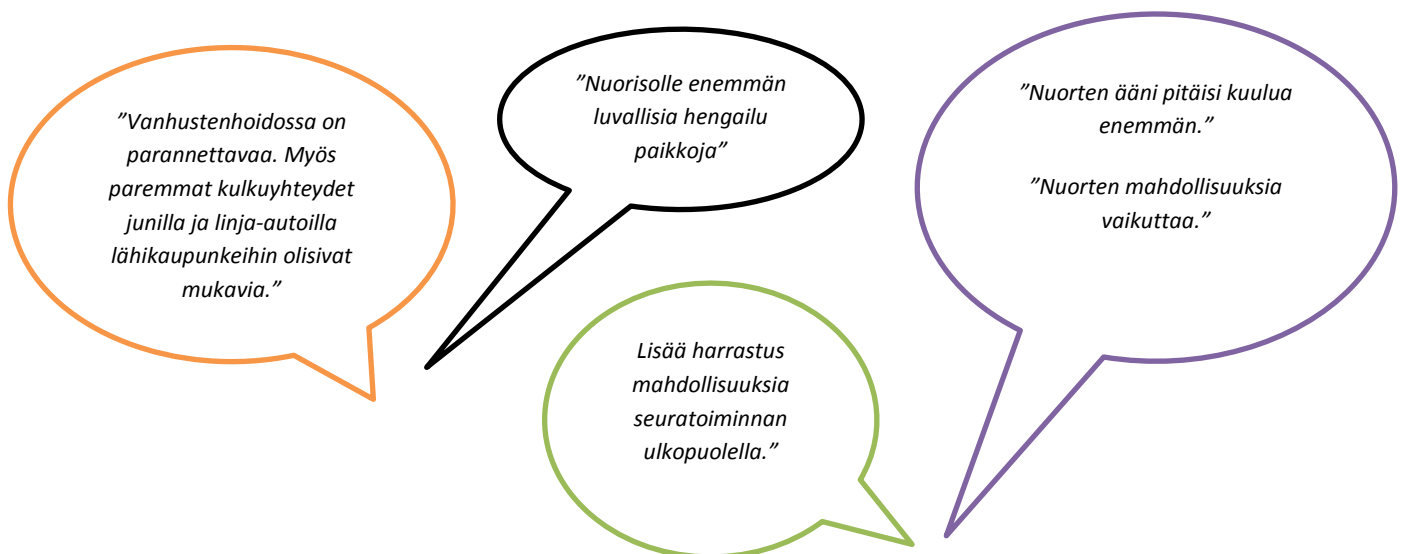 ”Vanhustenhoidossa on
parannettavaa. Myös
paremmat kulkuyhteydet
junilla ja linja-autoilla
lähikaupunkeihin olisivat
mukavia.”
”Nuorisolle enemmän
luvallisia hengailu
paikkoja”
”Nuorten ääni pitäisi kuulua
enemmän.”
”Nuorten mahdollisuuksia
vaikuttaa.”
Lisää harrastus
mahdollisuuksia
seuratoiminnan
ulkopuolella.”